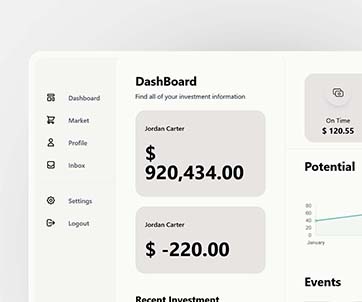 DashBoard
Find all of your investment information
Dashboard
Market
Profile
Inbox
Settings
Logout
Jordan Carter
$
920,434.00
Jordan Carter
$ -220.00
Recent Investment
On Time
$ 120.55
Potential
80
60
40
20
0
January
Events